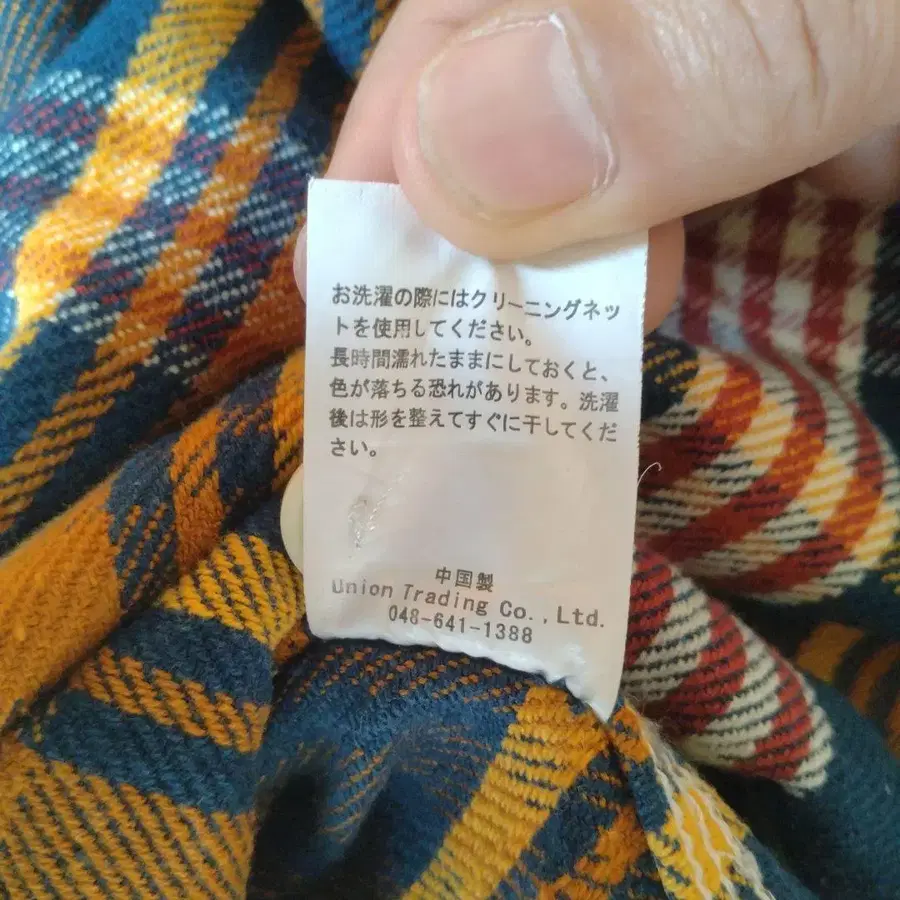 お洗濯の際にはクリーニングネッ
トを使用してください。
長時間濡れたままにしておくと、
色が落ちる恐れがあります。洗濯
後は形を整えてすぐに干してくだ
さい。
中国製
Union Trading Co.,Ltd.
048-641-1388